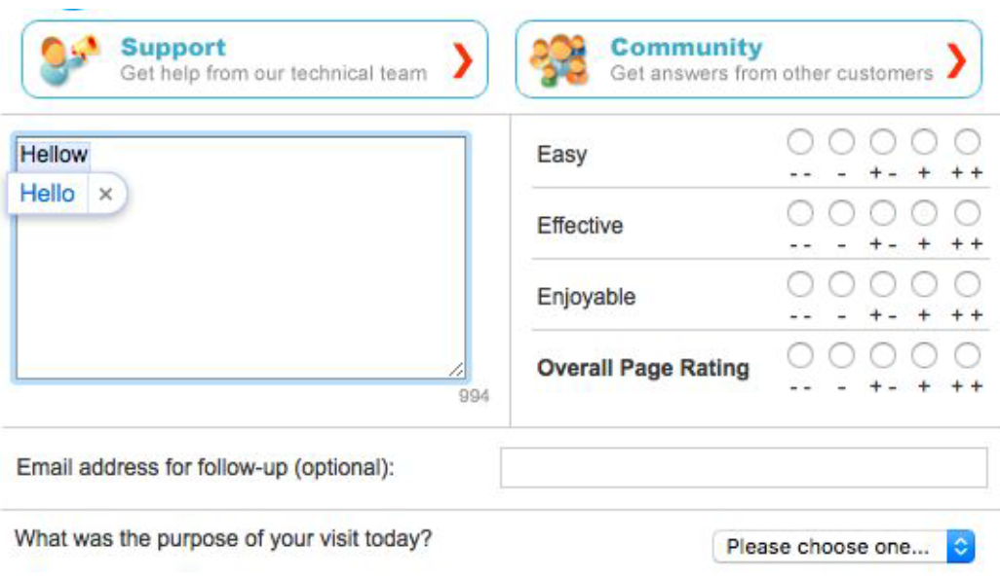 Support
Get help from our technical team
Community
Get answers from other customers
Hellow
Hello ×
994
Easy
-- - +- + ++
Effective
-- - +- + ++
Enjoyable
-- - +- + ++
Overall Page Rating
-- - +- + ++
Email address for follow-up (optional):
What was the purpose of your visit today?
Please choose one...